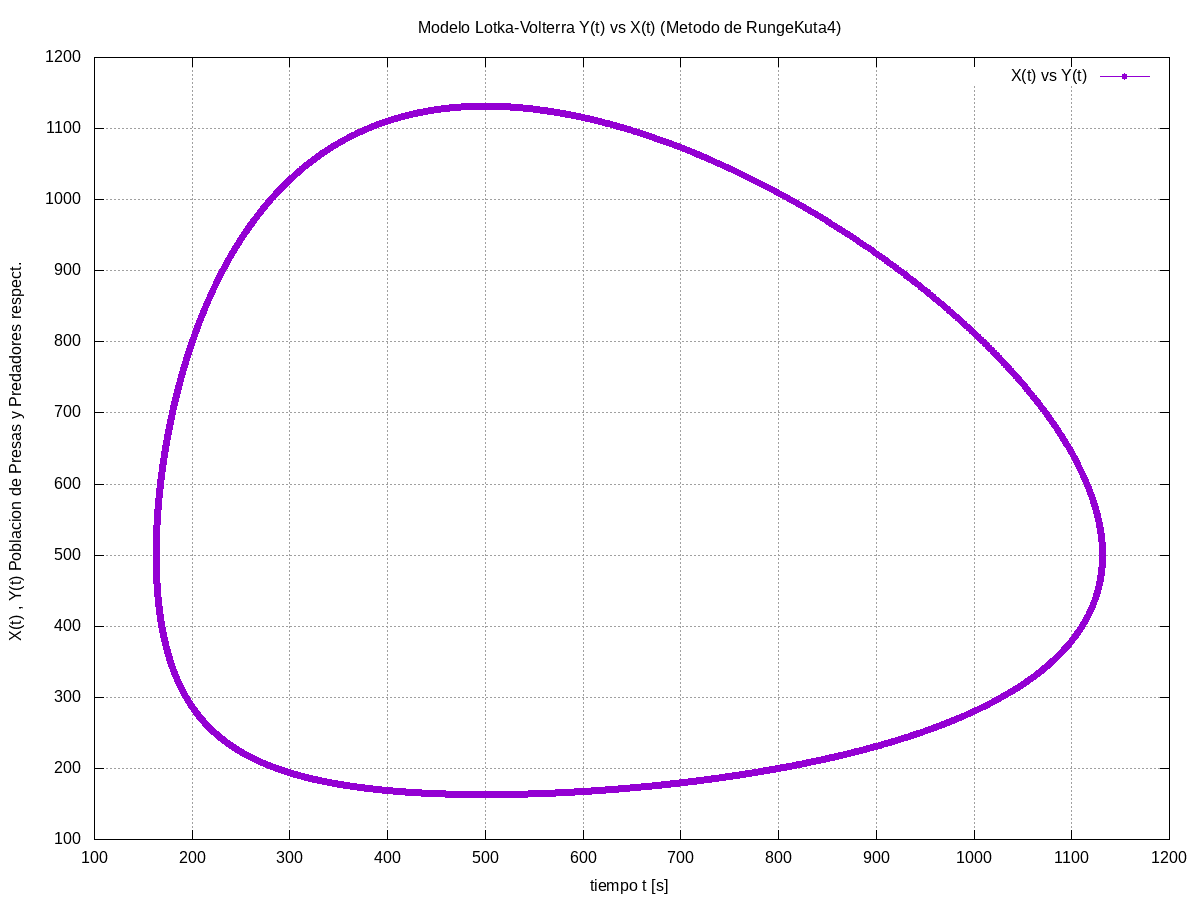 Modelo Lotka-Volterra Y(t) vs X(t) (Metodo de RungeKuta4)
X(t) vs Y(t)
1200
1100
1000
900
800
700
600
500
400
300
200
100
X(t) , Y(t) Poblacion de Presas y Predadores respect.
100 200 300 400 500 600 700 800 900 1000 1100 1200
tiempo t [s]